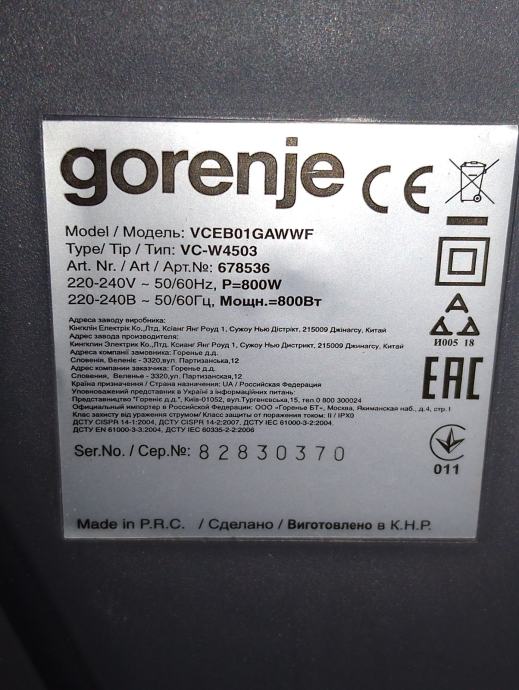 gorenje
CE
Model / Модель: VCEB01GAWWF
Type/ Tip / Тип: VC-W4503
Art. Nr. / Art / Арт.№: 678536
220-240V ~ 50/60Hz, P=800W
220-240В ~ 50/60Гц, Мощн.=800Вт
И005 18
Адреса заводу виробника:
Кінгклін Електрік Ко.,Лтд, Ксіанг Янг Роуд 1, Сужоу Нью Дістрікт, 215009 Джиангсу, Китай
Адреса завода производителя:
Кингклин Электрик Ко., Лтд. Ксианг Янг Роуд 1, Сужоу Нью Дистрикт, 215009 Джиангсу, Китай
Адреса компанії замовника: Горенье д.д.
Словенія, Веленіє - 3320,вул. Партизанська,12
Адрес компании заказчика: Горенье д.д.
Словения, Веленье - 3320,ул. Партизанская,12
Країна призначення / Страна назначения: UA / Российская Федерация
Уповноважений представник в Україні з інформаційних питань:
Представництво "Горенє д.д.", Київ-01052, вул.Тургенєвська,15, тел.0 800 300024
Официальный импортер в Российскую Федерацию: ООО «Горенье БТ», Москва, Якиманская наб., д.4, стр.1
Клас захисту від ураження струмом/ Класс защиты от поражения током: II / IPX0
ДСТУ CISPR 14-1:2004, ДСТУ CISPR 14-2:2007, ДСТУ IEC 61000-3-2:2004,
ДСТУ EN 61000-3-3:2004, ДСТУ IEC 60335-2-2:2006
EAC
Ser.No. / Сер.№: 82830370
011
Made in P.R.C. / Сделано / Виготовлено в К.Н.Р.